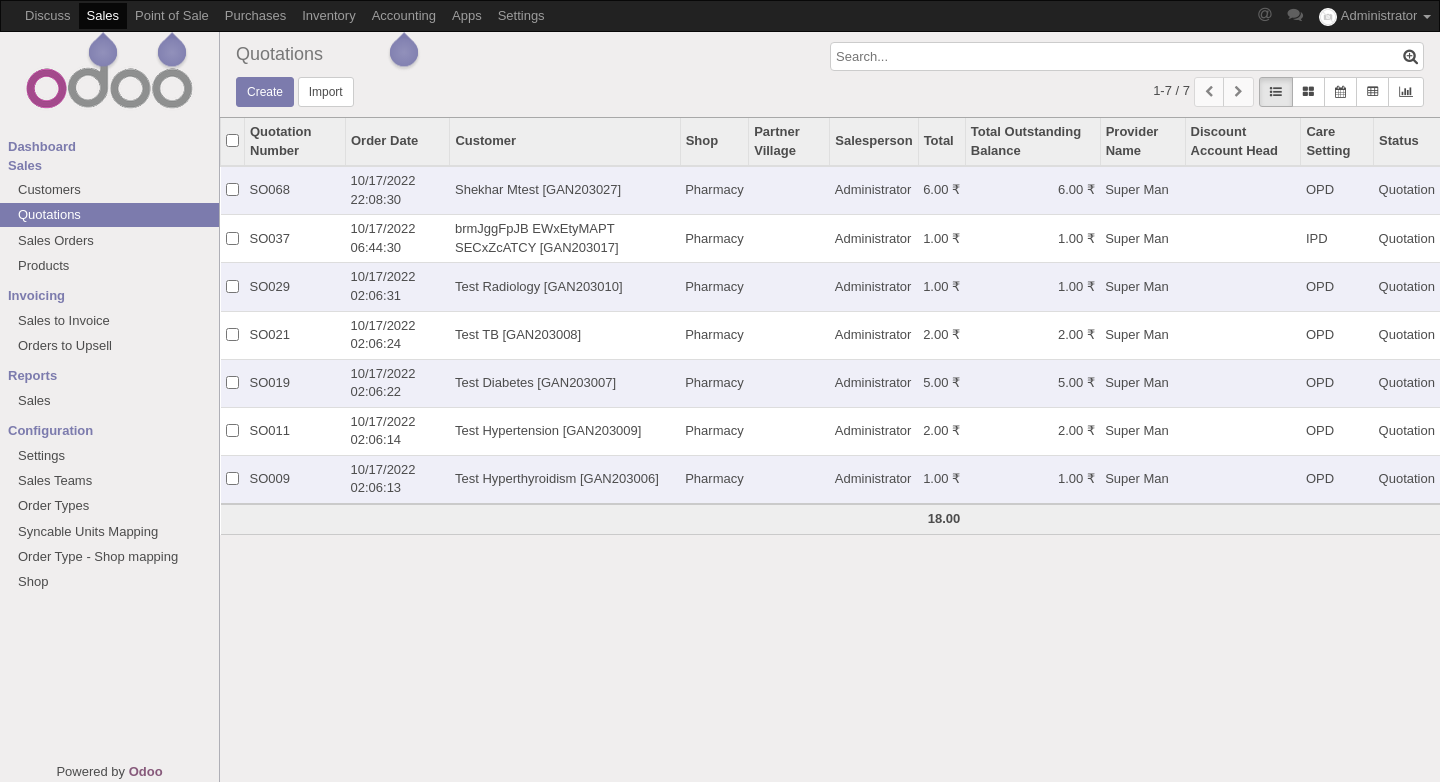 Discuss Sales Point of Sale Purchases Inventory Accounting Apps Settings @ Administrator
odoo
Dashboard
Sales
Customers
Quotations
Sales Orders
Products
Invoicing
Sales to Invoice
Orders to Upsell
Reports
Sales
Configuration
Settings
Sales Teams
Order Types
Syncable Units Mapping
Order Type - Shop mapping
Shop
Powered by Odoo
Quotations
Search...
Create Import
1-7 / 7
Quotation Number Order Date Customer Shop Partner Village Salesperson Total Total Outstanding Balance Provider Name Discount Account Head Care Setting Status
SO068 10/17/2022 22:08:30 Shekhar Mtest [GAN203027] Pharmacy Administrator 6.00 ₹ 6.00 ₹ Super Man OPD Quotation
SO037 10/17/2022 06:44:30 brmJggFpJB EWxEtyMAPT SECxZcATCY [GAN203017] Pharmacy Administrator 1.00 ₹ 1.00 ₹ Super Man IPD Quotation
SO029 10/17/2022 02:06:31 Test Radiology [GAN203010] Pharmacy Administrator 1.00 ₹ 1.00 ₹ Super Man OPD Quotation
SO021 10/17/2022 02:06:24 Test TB [GAN203008] Pharmacy Administrator 2.00 ₹ 2.00 ₹ Super Man OPD Quotation
SO019 10/17/2022 02:06:22 Test Diabetes [GAN203007] Pharmacy Administrator 5.00 ₹ 5.00 ₹ Super Man OPD Quotation
SO011 10/17/2022 02:06:14 Test Hypertension [GAN203009] Pharmacy Administrator 2.00 ₹ 2.00 ₹ Super Man OPD Quotation
SO009 10/17/2022 02:06:13 Test Hyperthyroidism [GAN203006] Pharmacy Administrator 1.00 ₹ 1.00 ₹ Super Man OPD Quotation
18.00